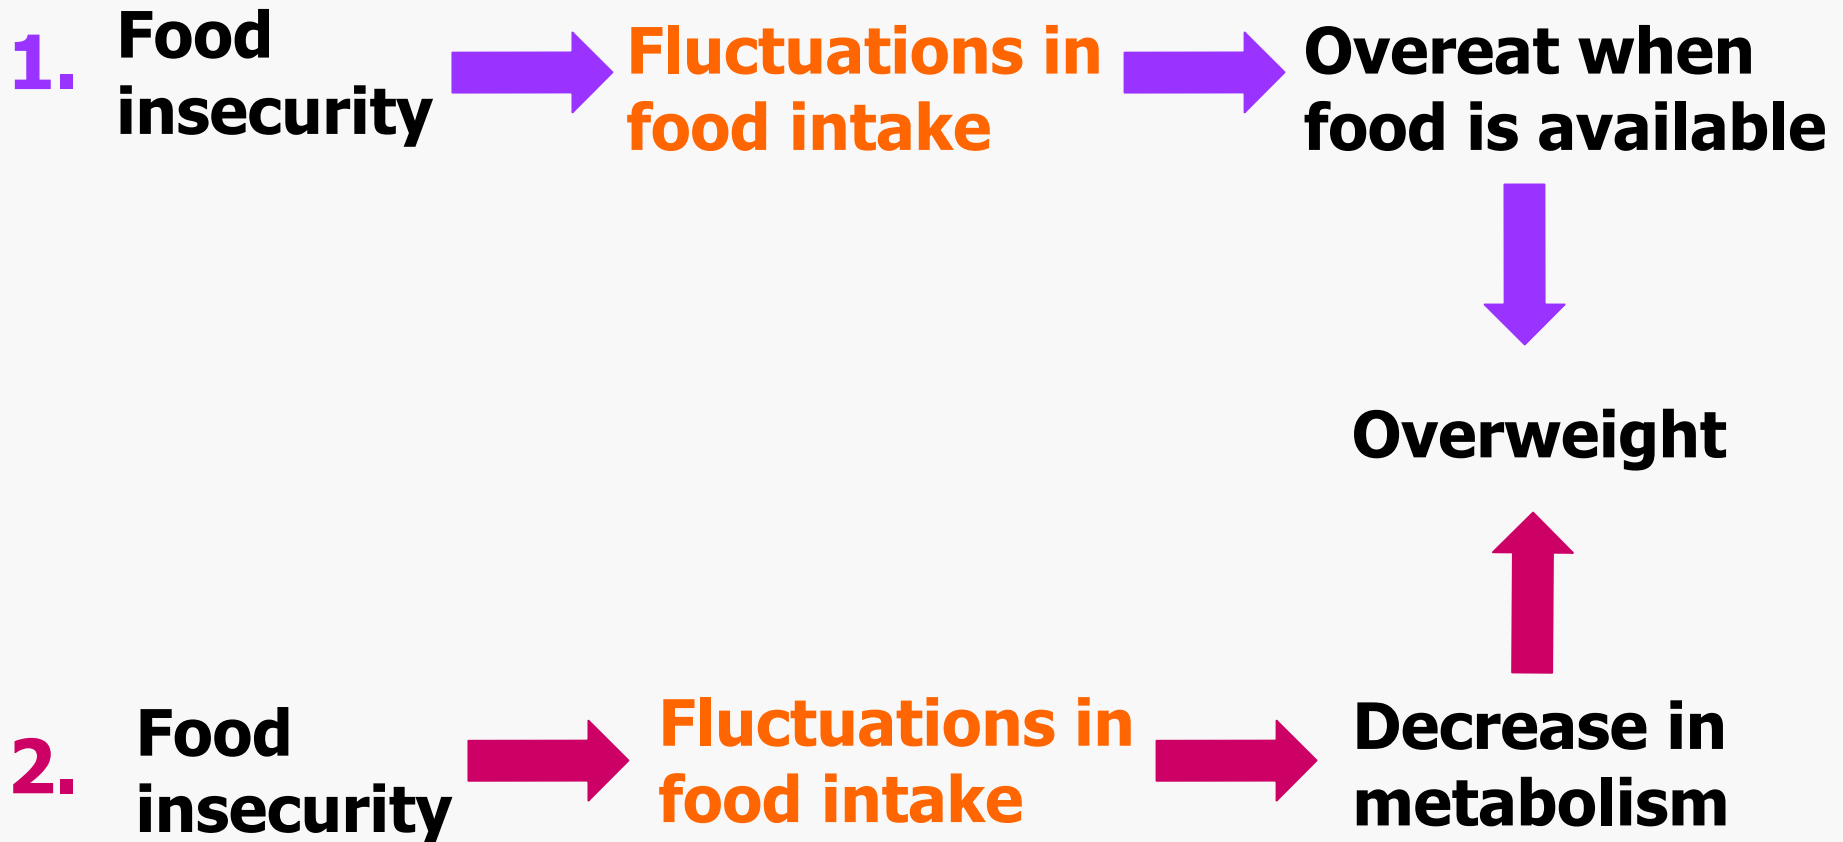 1. Food
insecurity
Fluctuations in
food intake
Overeat when
food is available
Overweight
2. Food
insecurity
Fluctuations in
food intake
Decrease in
metabolism